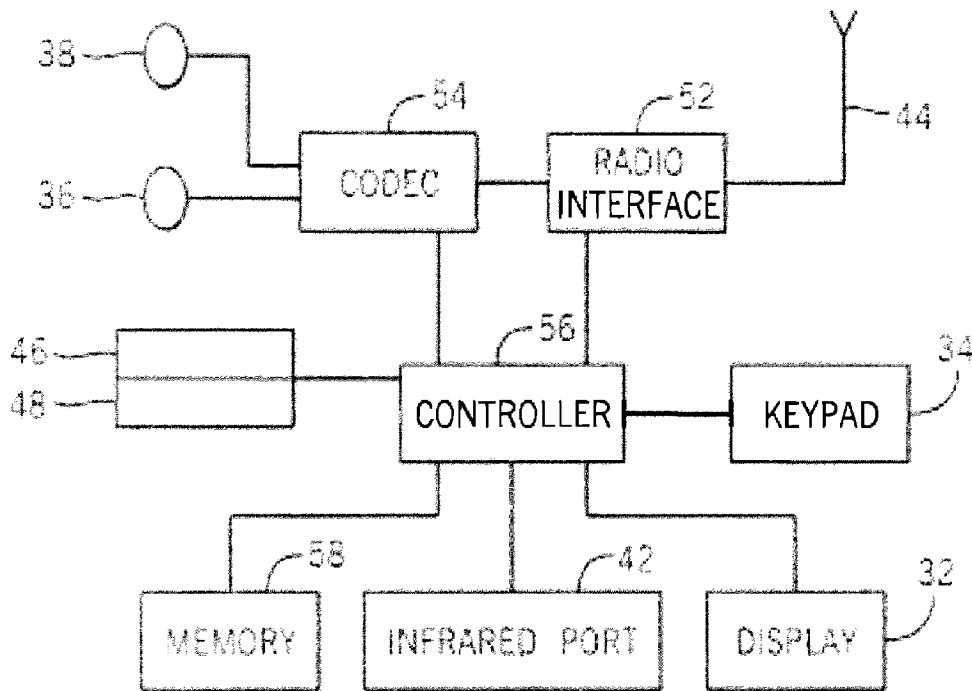 38
54
52
44
CODEC
RADIO
INTERFACE
36
46
48
56
34
CONTROLLER
KEYPAD
58
42
32
MEMORY
INFRARED PORT
DISPLAY